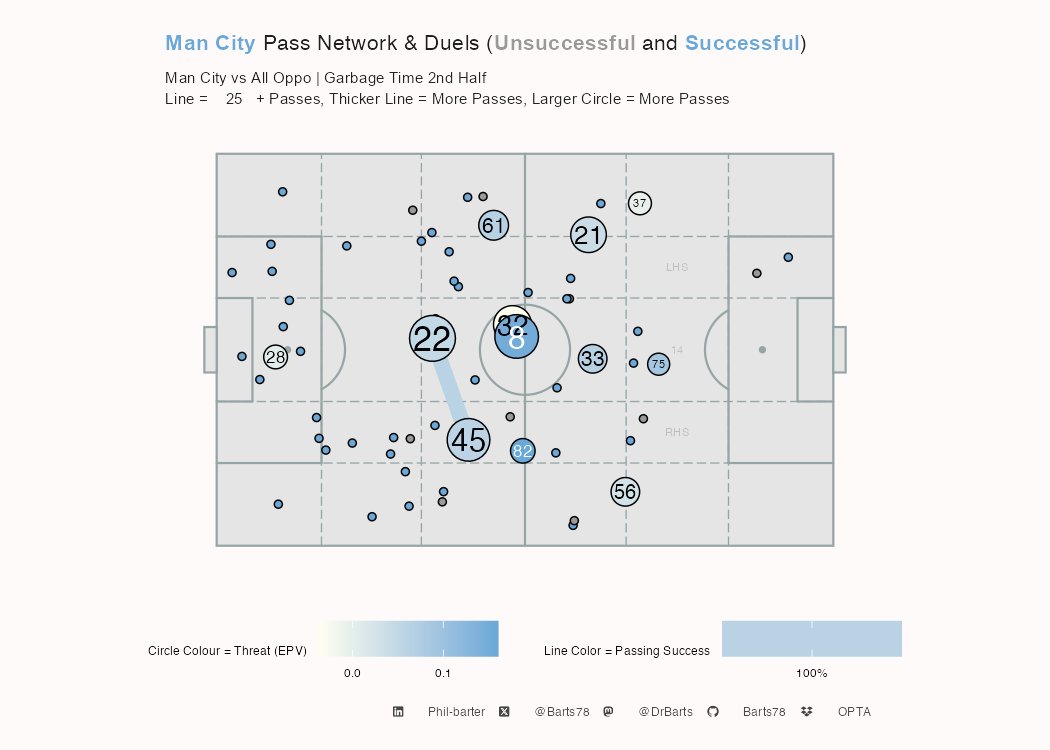 Man City Pass Network & Duels (Unsuccessful and Successful)
Man City vs All Oppo | Garbage Time 2nd Half
Line = 25 + Passes, Thicker Line = More Passes, Larger Circle = More Passes
37
61
21
LHS
32
8
22
14
28
33
75
RHS
45
82
56
Circle Colour = Threat (EPV)
0.0 0.1
Line Color = Passing Success
100%
Phil-barter @Barts78 @DrBarts Barts78 OPTA